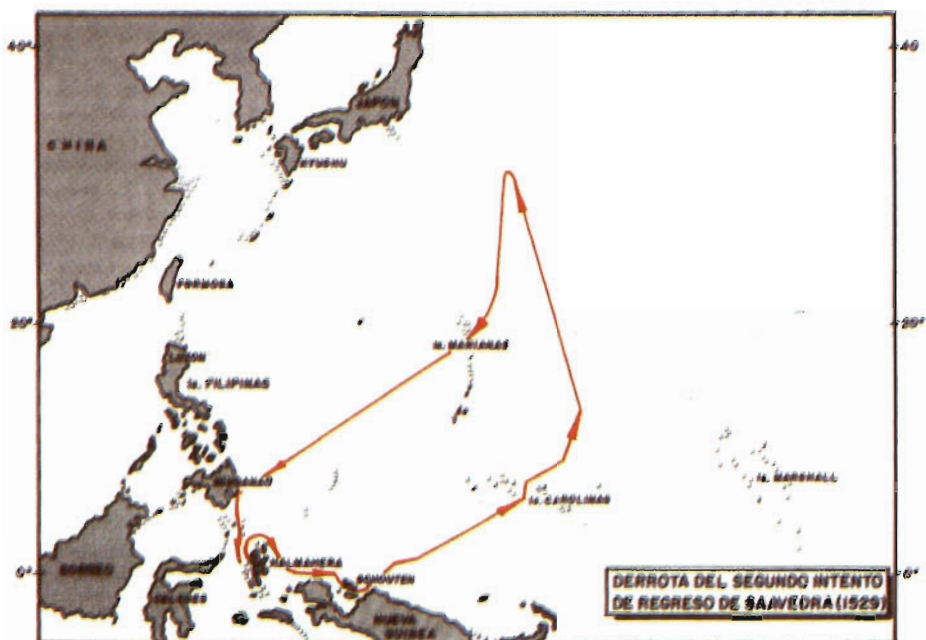 40°
40
CHINA
JAPON
KYUSHU
FORMOSA
20°
20°
Is. MARIANAS
LUZON
Is. FILIPINAS
MINDANAO
Is. MARSHALL
Is. CAROLINAS
HALMAHERA
SCHOUTEN
BORNEO
0°
0°
CELEBES
NUEVA
GUINEA
DERROTA DEL SEGUNDO INTENTO
DE REGRESO DE SAAVEDRA (1529)